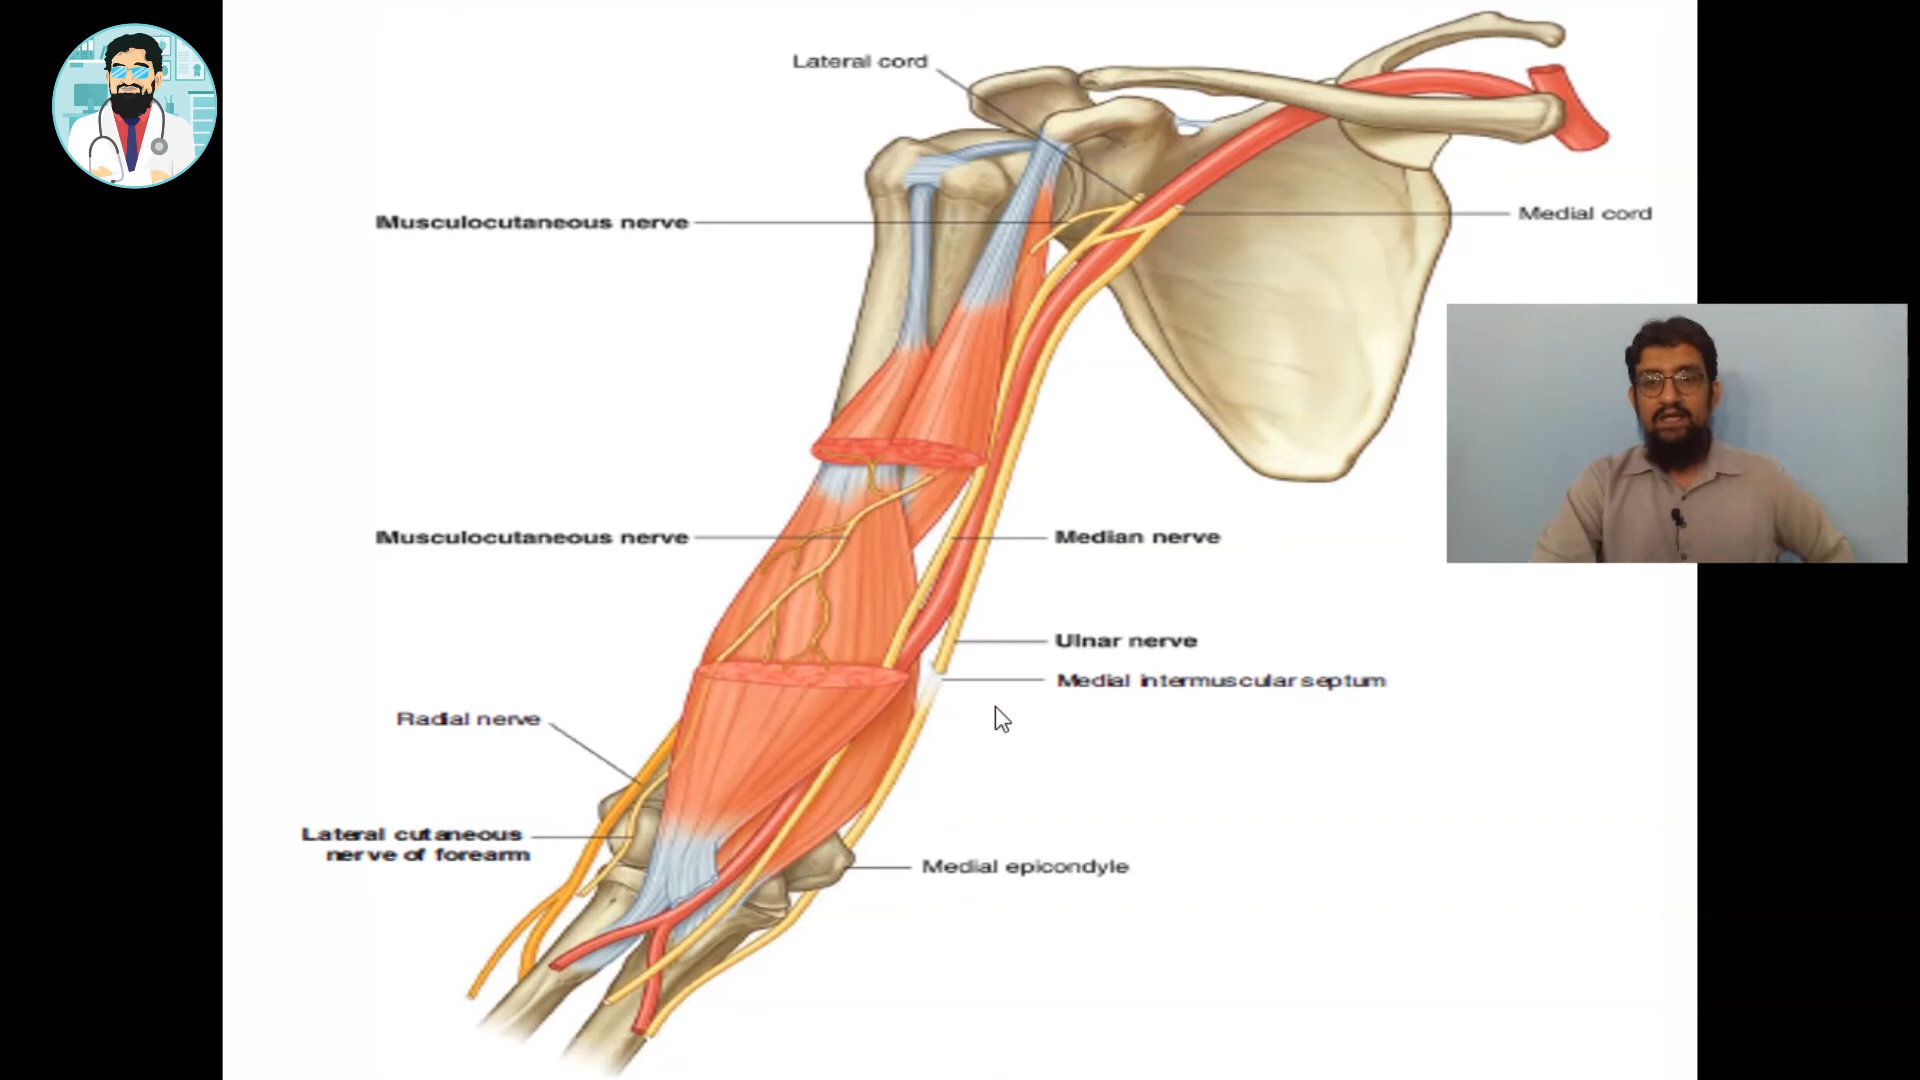 Lateral cord
Musculocutaneous nerve
Medial cord
Musculocutaneous nerve
Median nerve
Ulnar nerve
Medial intermuscular septum
Radial nerve
Lateral cutaneous
nerve of forearm
Medial epicondyle